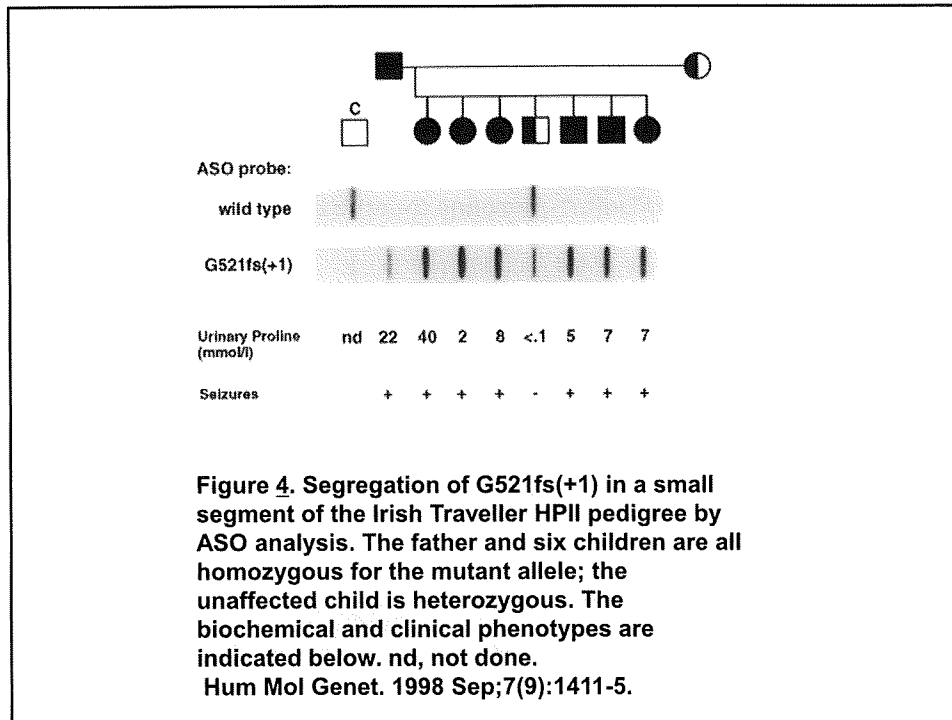 C
ASO probe:
wild type
G521fs(+1)
Urinary Proline nd 22 40 2 8 <.1 5 7 7
(mmol/l)
Seizures + + + + - + + +
Figure 4. Segregation of G521fs(+1) in a small
segment of the Irish Traveller HPII pedigree by
ASO analysis. The father and six children are all
homozygous for the mutant allele; the
unaffected child is heterozygous. The
biochemical and clinical phenotypes are
indicated below. nd, not done.
Hum Mol Genet. 1998 Sep;7(9):1411-5.